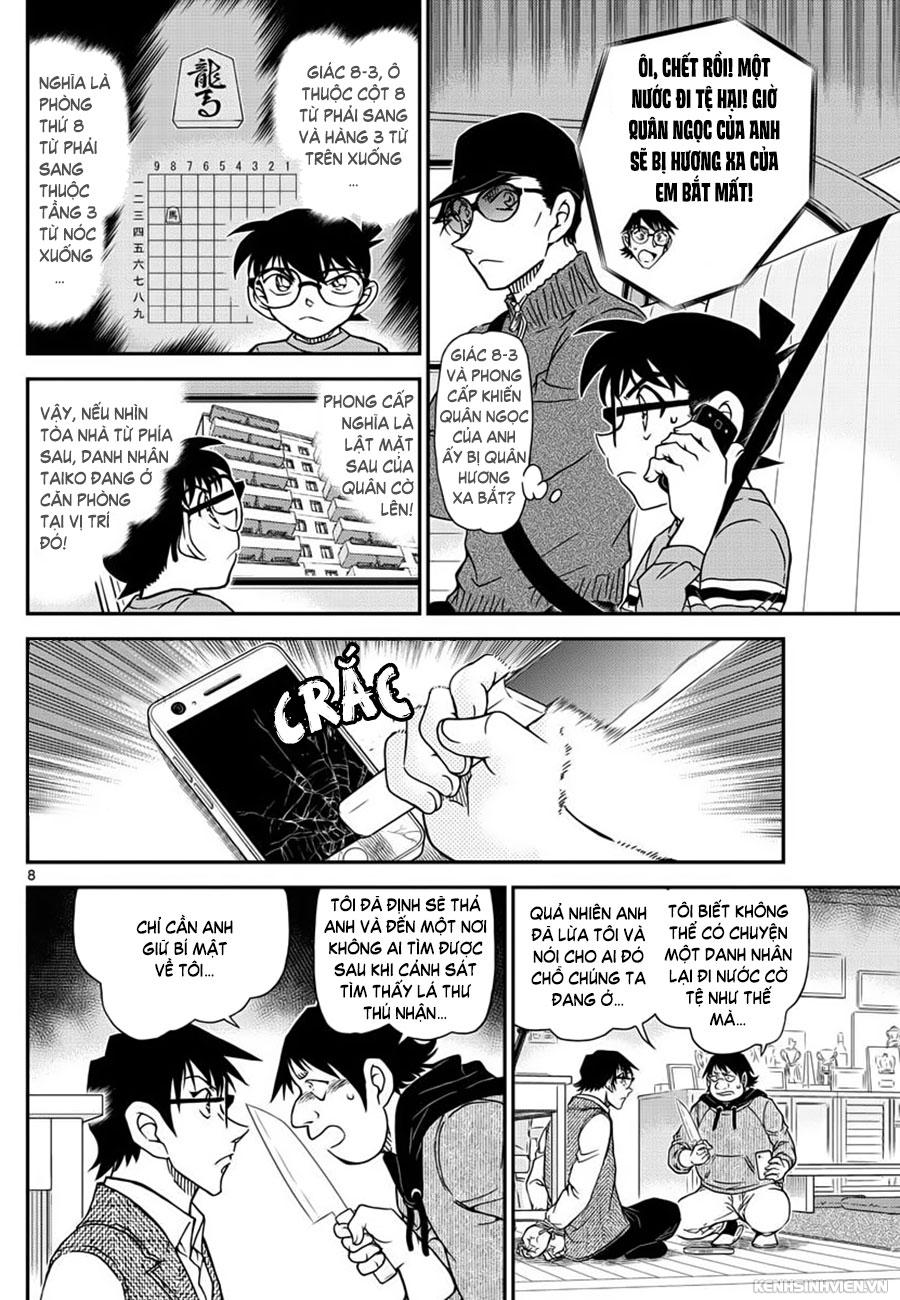 ÔI, CHẾT RỒI! MỘT
NƯỚC ĐI TỆ HẠI! GIỜ
QUÂN NGỌC CỦA ANH
SẼ BỊ HƯƠNG XA CỦA
EM BẮT MẤT!
GIÁC 8-3
VÀ PHONG
CẤP KHIẾN
QUÂN NGỌC
CỦA ANH
ẤY BỊ QUÂN
HƯƠNG
XA BẮT?
GIÁC 8-3, Ô
THUỘC CỘT 8
TỪ PHẢI SANG
VÀ HÀNG 3 TỪ
TRÊN XUỐNG
...
龍馬
9 8 7 6 5 4 3 2 1
一
二
三
四
五
六
七
八
九
馬
NGHĨA LÀ
PHÒNG
THỨ 8
TỪ PHẢI
SANG
THUỘC
TẦNG 3
TỪ NÓC
XUỐNG
...
PHONG CẤP
NGHĨA LÀ
LẬT MẶT
SAU CỦA
QUÂN CỜ
LÊN!
VẬY, NẾU NHÌN
TÒA NHÀ TỪ PHÍA
SAU, DANH NHÂN
TAIKO ĐANG Ở
CĂN PHÒNG
TẠI VỊ TRÍ
ĐÓ!
CRẮC
8
TÔI BIẾT KHÔNG
THỂ CÓ CHUYỆN
MỘT DANH NHÂN
LẠI ĐI NƯỚC CỜ
TỆ NHƯ THẾ
MÀ...
QUẢ NHIÊN ANH
ĐÃ LỪA TÔI VÀ
NÓI CHO AI ĐÓ
CHỖ CHÚNG TA
ĐANG Ở...
TÔI ĐÃ ĐỊNH SẼ THẢ
ANH VÀ ĐẾN MỘT NƠI
KHÔNG AI TÌM ĐƯỢC
SAU KHI CẢNH SÁT
TÌM THẤY LÁ THƯ
THÚ NHẬN...
CHỈ CẦN ANH
GIỮ BÍ MẬT
VỀ TÔI...
KENHSINHVIEN.VN